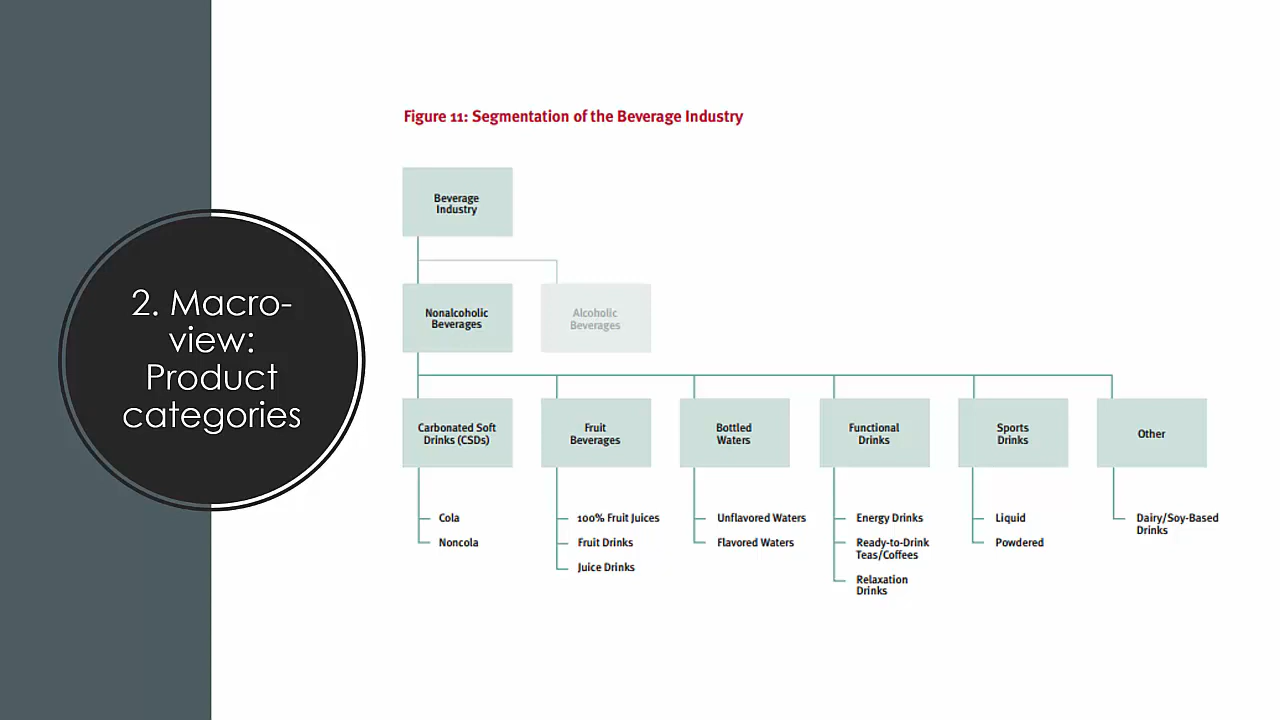 2. Macro-
view:
Product
categories
Figure 11: Segmentation of the Beverage Industry
Beverage
Industry
Nonalcoholic
Beverages
Alcoholic
Beverages
Carbonated Soft
Drinks (CSDs)
Fruit
Beverages
Bottled
Waters
Functional
Drinks
Sports
Drinks
Other
Cola
Noncola
100% Fruit Juices
Fruit Drinks
Juice Drinks
Unflavored Waters
Flavored Waters
Energy Drinks
Ready-to-Drink
Teas/Coffees
Relaxation
Drinks
Liquid
Powdered
Dairy/Soy-Based
Drinks